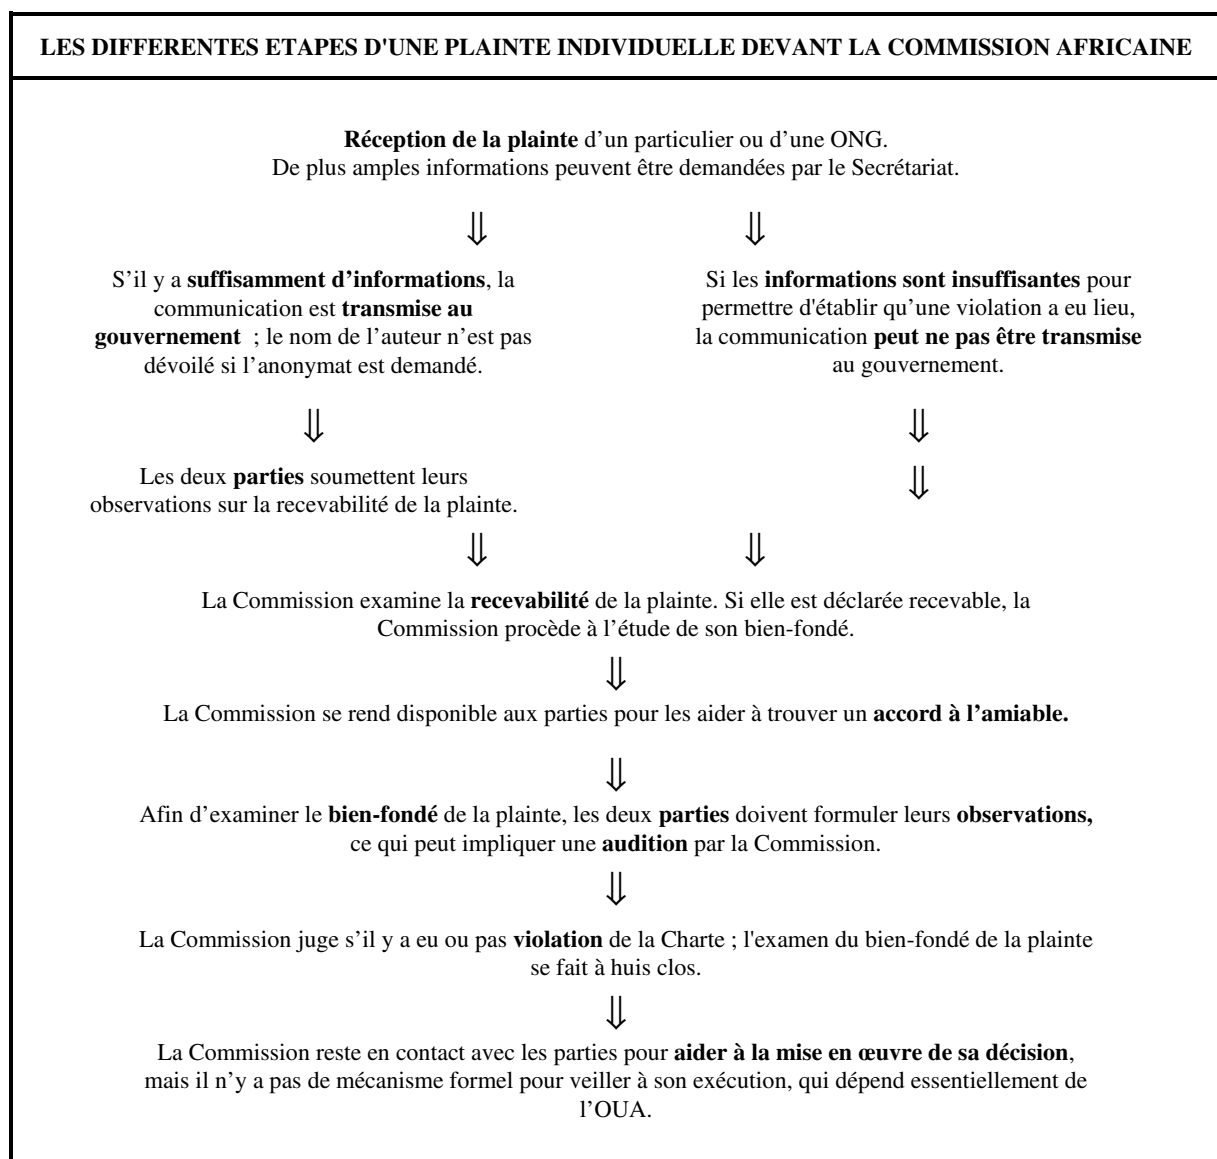 LES DIFFERENTES ETAPES D'UNE PLAINTE INDIVIDUELLE DEVANT LA COMMISSION AFRICAINE
Réception de la plainte d’un particulier ou d’une ONG.
De plus amples informations peuvent être demandées par le Secrétariat.
⇓ ⇓
S’il y a suffisamment d’informations, la
communication est transmise au
gouvernement ; le nom de l’auteur n’est pas
dévoilé si l’anonymat est demandé.
Si les informations sont insuffisantes pour
permettre d'établir qu’une violation a eu lieu,
la communication peut ne pas être transmise
au gouvernement.
⇓ ⇓
Les deux parties soumettent leurs
observations sur la recevabilité de la plainte.
⇓
⇓ ⇓
La Commission examine la recevabilité de la plainte. Si elle est déclarée recevable, la
Commission procède à l’étude de son bien-fondé.
⇓
La Commission se rend disponible aux parties pour les aider à trouver un accord à l’amiable.
⇓
Afin d’examiner le bien-fondé de la plainte, les deux parties doivent formuler leurs observations,
ce qui peut impliquer une audition par la Commission.
⇓
La Commission juge s’il y a eu ou pas violation de la Charte ; l'examen du bien-fondé de la plainte
se fait à huis clos.
⇓
La Commission reste en contact avec les parties pour aider à la mise en œuvre de sa décision,
mais il n’y a pas de mécanisme formel pour veiller à son exécution, qui dépend essentiellement de
l’OUA.